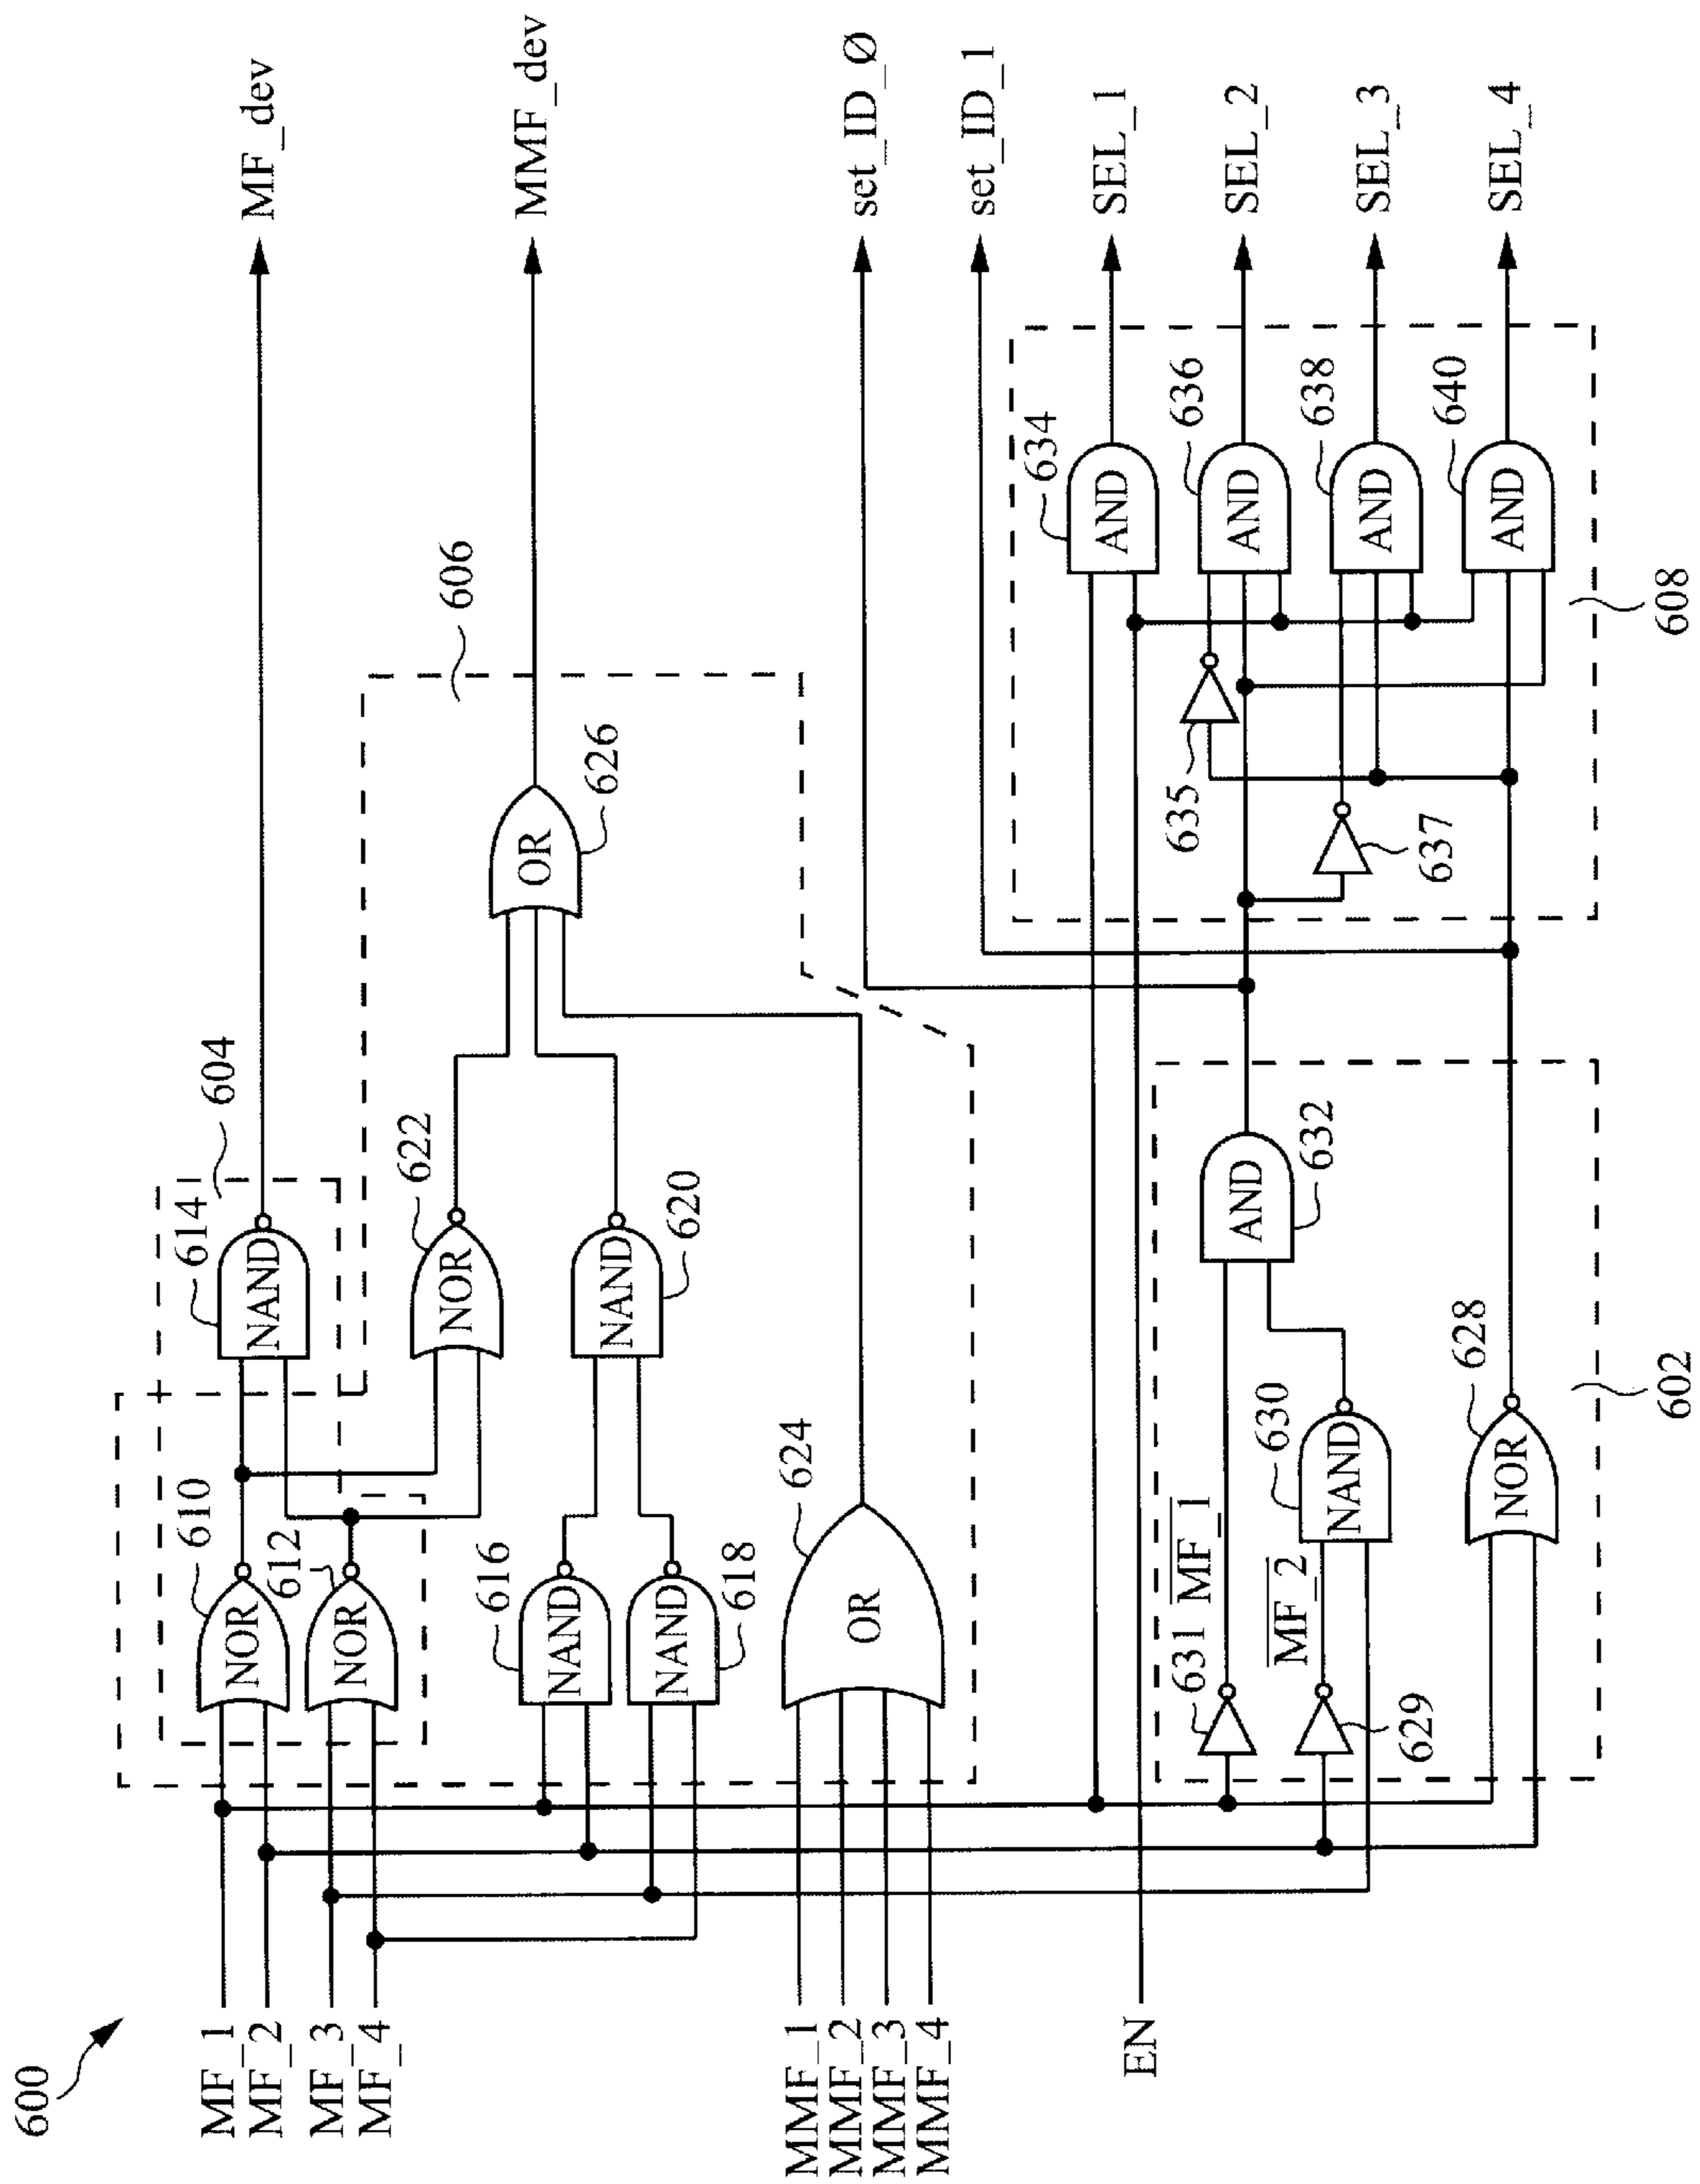 600
MF_1
MF_2
MF_3
MF_4
MMF_1
MMF_2
MMF_3
MMF_4
EN
610
NOR
612
NOR
614
NAND
604
MF_dev
616
NAND
618
NAND
622
NOR
620
NAND
624
OR
626
OR
606
MMF_dev
set_ID_Ø
set_ID_1
631
MF_1
629
MF_2
630
NAND
632
AND
628
NOR
602
635
637
634
AND
636
AND
638
AND
640
AND
608
SEL_1
SEL_2
SEL_3
SEL_4